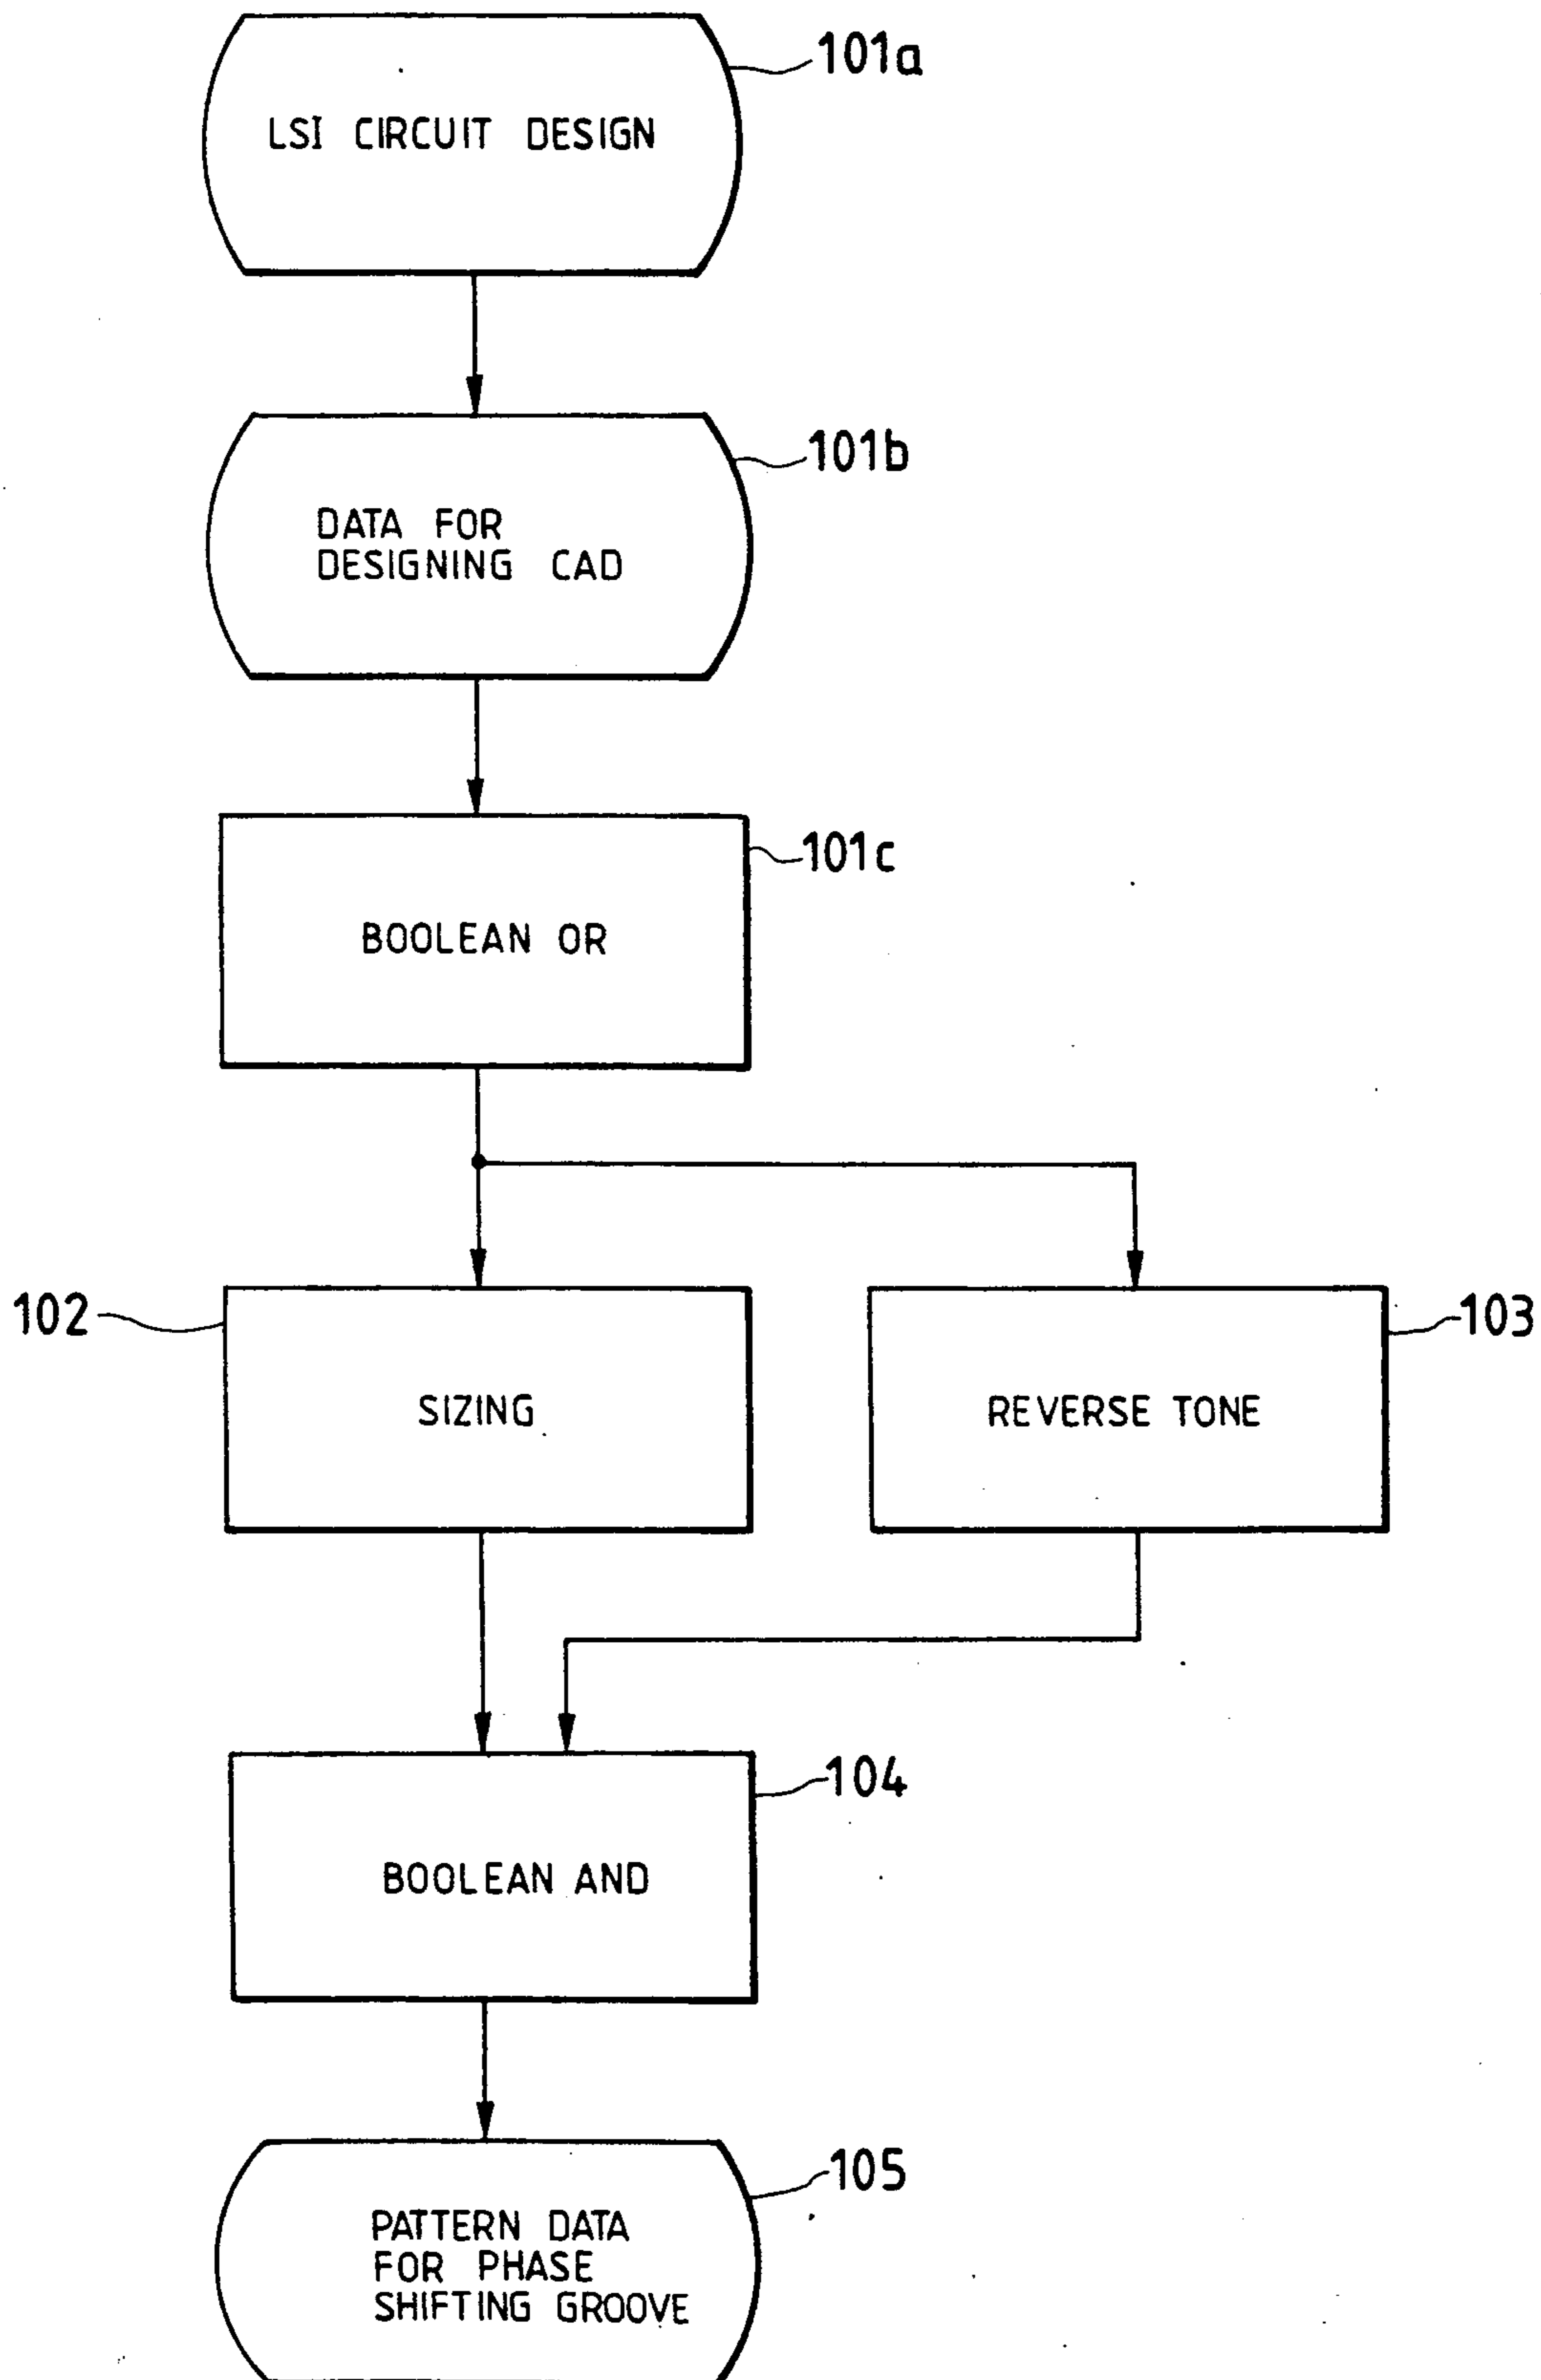 101a
LSI CIRCUIT DESIGN
101b
DATA FOR
DESIGNING CAD
101c
BOOLEAN OR
102
SIZING
103
REVERSE TONE
104
BOOLEAN AND
105
PATTERN DATA
FOR PHASE
SHIFTING GROOVE